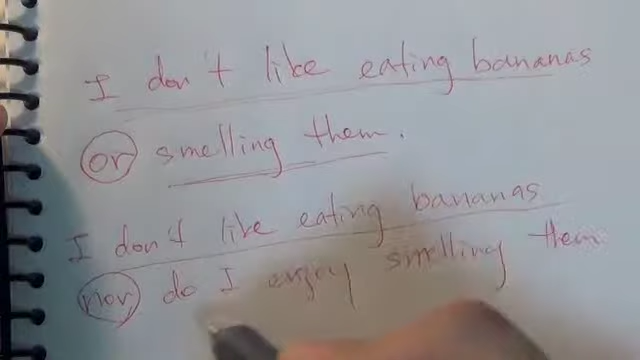 I don't like eating bananas
or smelling them.
I don't like eating bananas
nor, do I enjoy smelling them